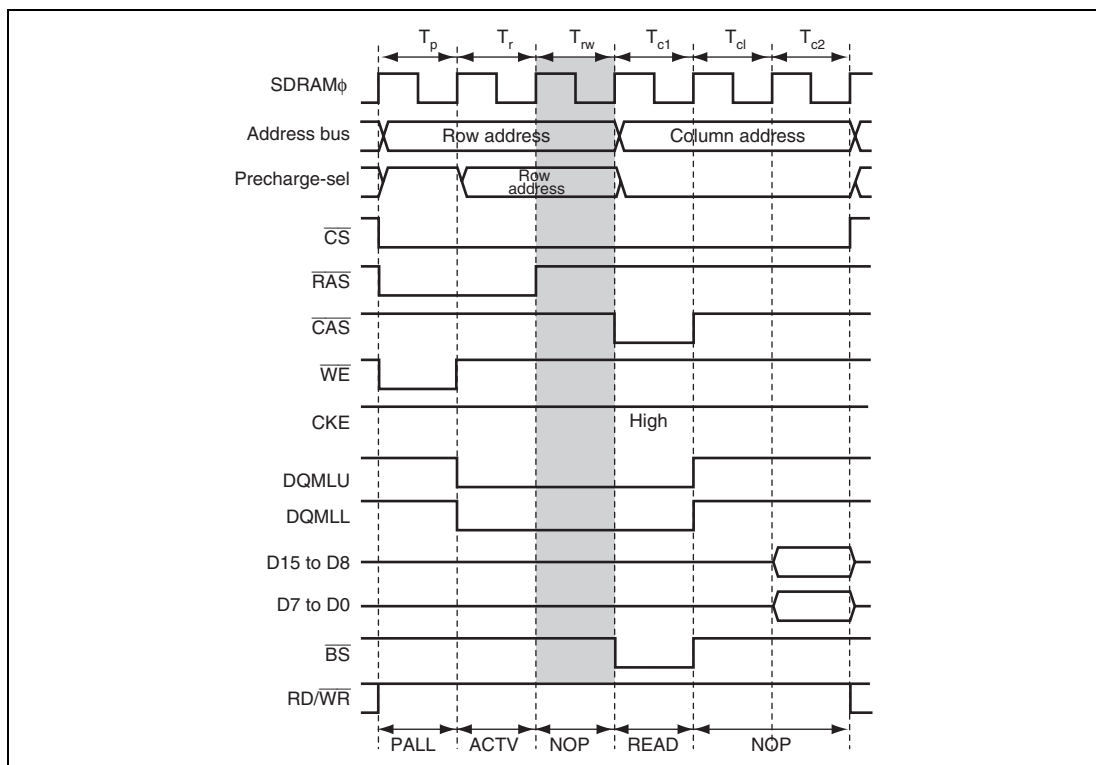 Tp Tr Trw Tc1 Tcl Tc2
SDRAMϕ
Address bus Row address Column address
Precharge-sel Row address
CS
RAS
CAS
WE
CKE High
DQMLU
DQMLL
D15 to D8
D7 to D0
BS
RD/WR
PALL ACTV NOP READ NOP